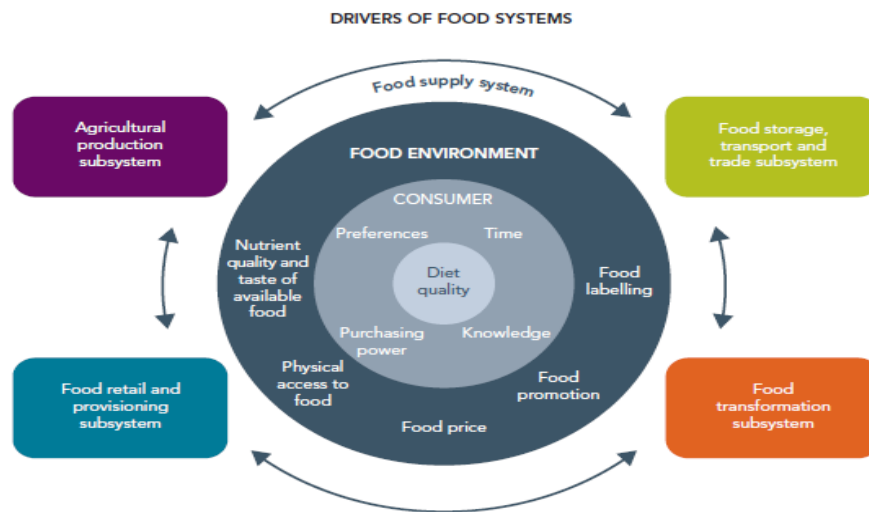 DRIVERS OF FOOD SYSTEMS
Food supply system
Agricultural
production
subsystem
Food storage,
transport and
trade subsystem
FOOD ENVIRONMENT
CONSUMER
Preferences
Time
Nutrient
quality and
taste of
available
food
Diet
quality
Food
labelling
Purchasing
power
Knowledge
Physical
access to
food
Food
promotion
Food price
Food retail and
provisioning
subsystem
Food
transformation
subsystem